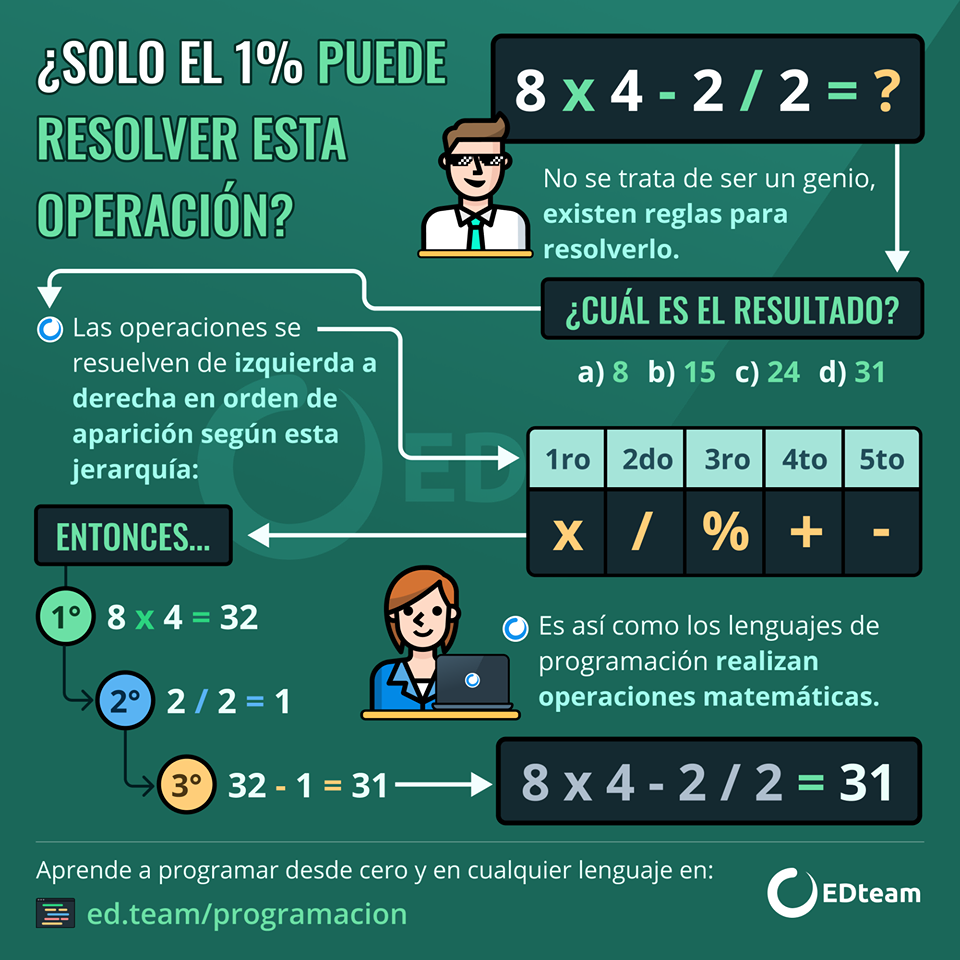 ¿SOLO EL 1% PUEDE
RESOLVER ESTA
OPERACIÓN?
8 x 4 - 2 / 2 = ?
No se trata de ser un genio,
existen reglas para
resolverlo.
¿CUÁL ES EL RESULTADO?
a) 8 b) 15 c) 24 d) 31
Las operaciones se
resuelven de izquierda a
derecha en orden de
aparición según esta
jerarquía:
ED
1ro 2do 3ro 4to 5to
x / % + -
ENTONCES...
1° 8 x 4 = 32
2° 2 / 2 = 1
3° 32 - 1 = 31
Es así como los lenguajes de
programación realizan
operaciones matemáticas.
8 x 4 - 2 / 2 = 31
Aprende a programar desde cero y en cualquier lenguaje en:
ed.team/programacion
EDteam